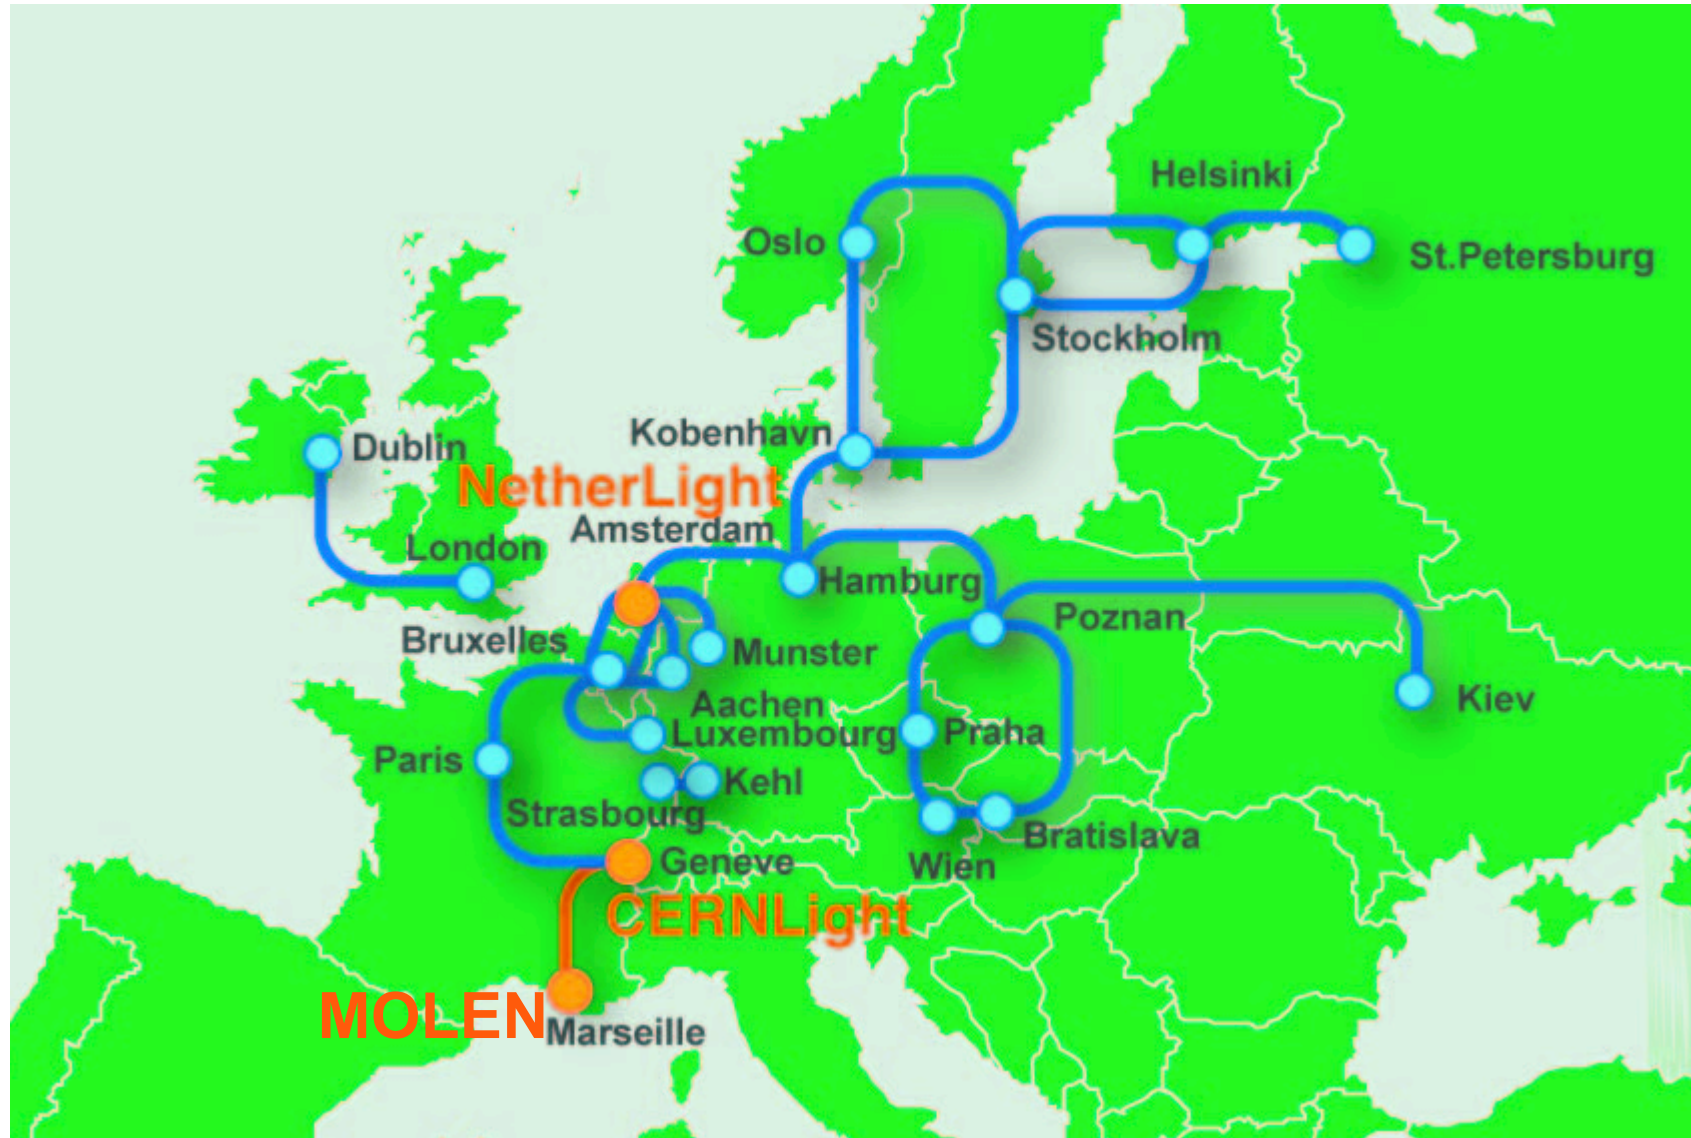 Helsinki
Oslo
St.Petersburg
Stockholm
Kobenhavn
Dublin
NetherLight
Amsterdam
London
Hamburg
Poznan
Bruxelles
Munster
Kiev
Aachen
Luxembourg
Praha
Paris
Kehl
Strasbourg
Bratislava
Geneve
Wien
CERNLight
MOLEN
Marseille